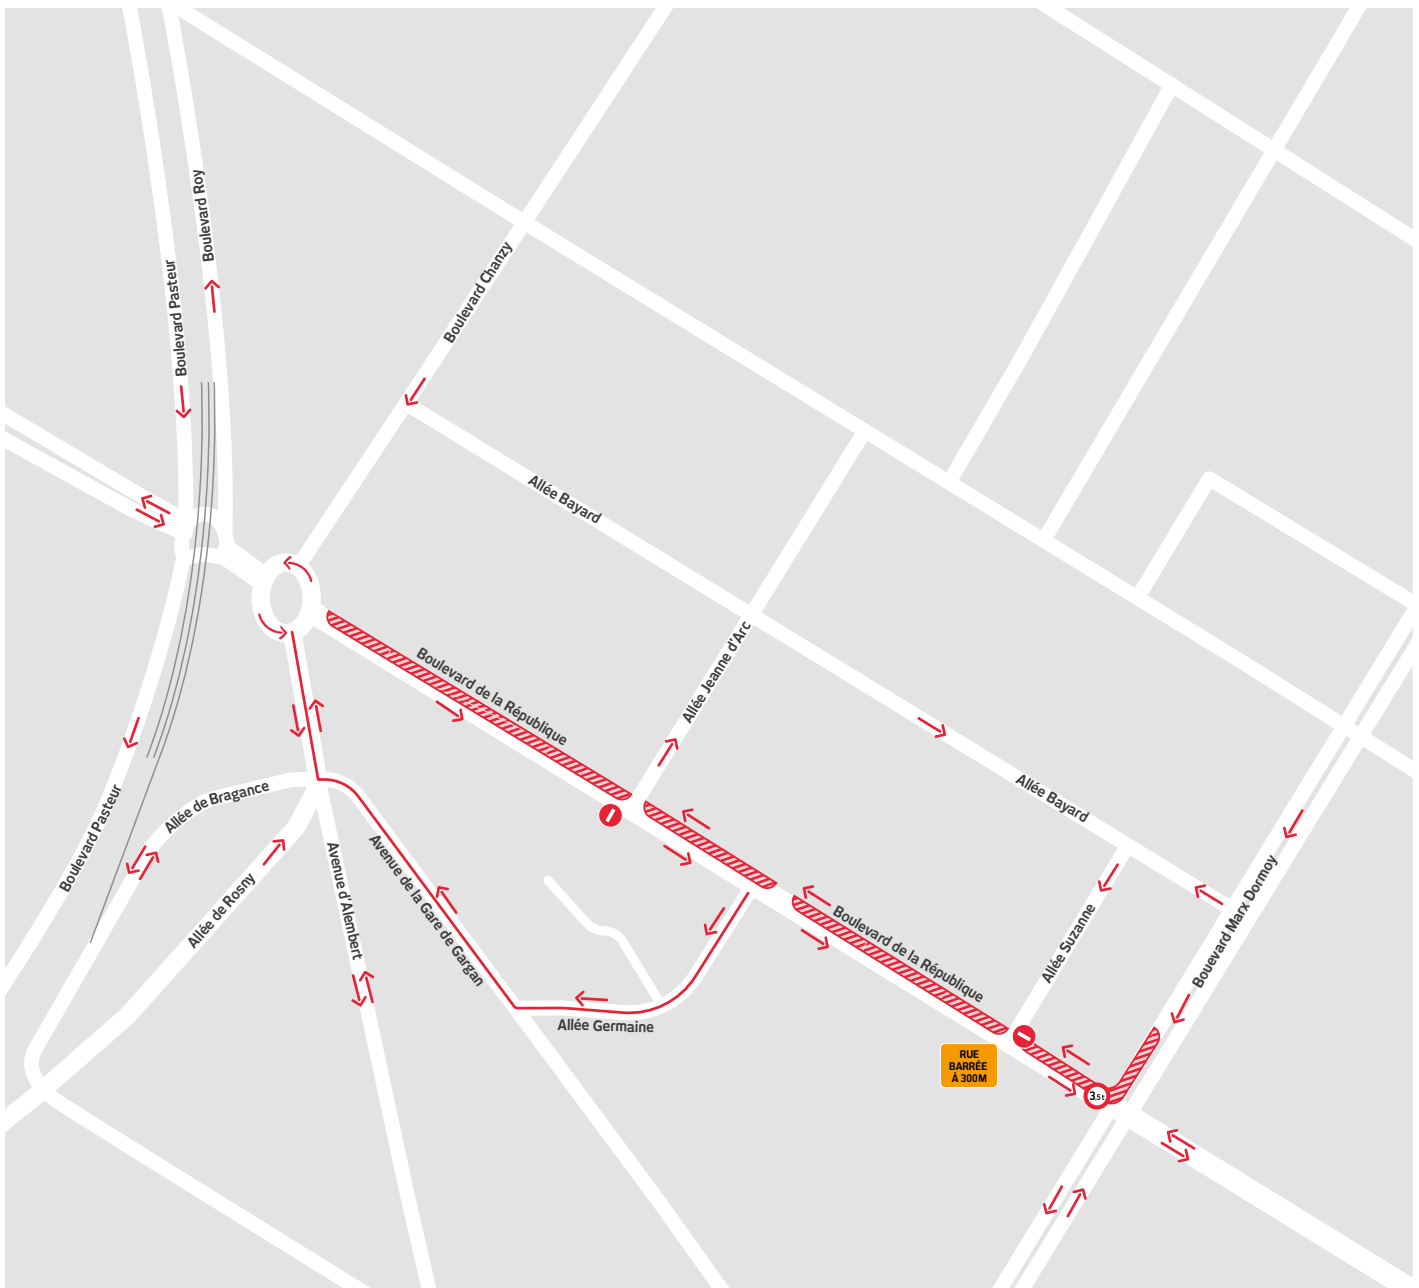 Boulevard Roy
Boulevard Pasteur
Boulevard Chanzy
Allée Bayard
Boulevard de la République
Allée Jeanne d'Arc
Allée Bayard
Boulevard Pasteur
Allée de Bragance
Allée de Rosny
Avenue d'Alembert
Avenue de la Gare de Gargan
Allée Germaine
Boulevard de la République
Allée Suzanne
Bouevard Marx Dormoy
RUE
BARRÉE
À 300M
3,5t